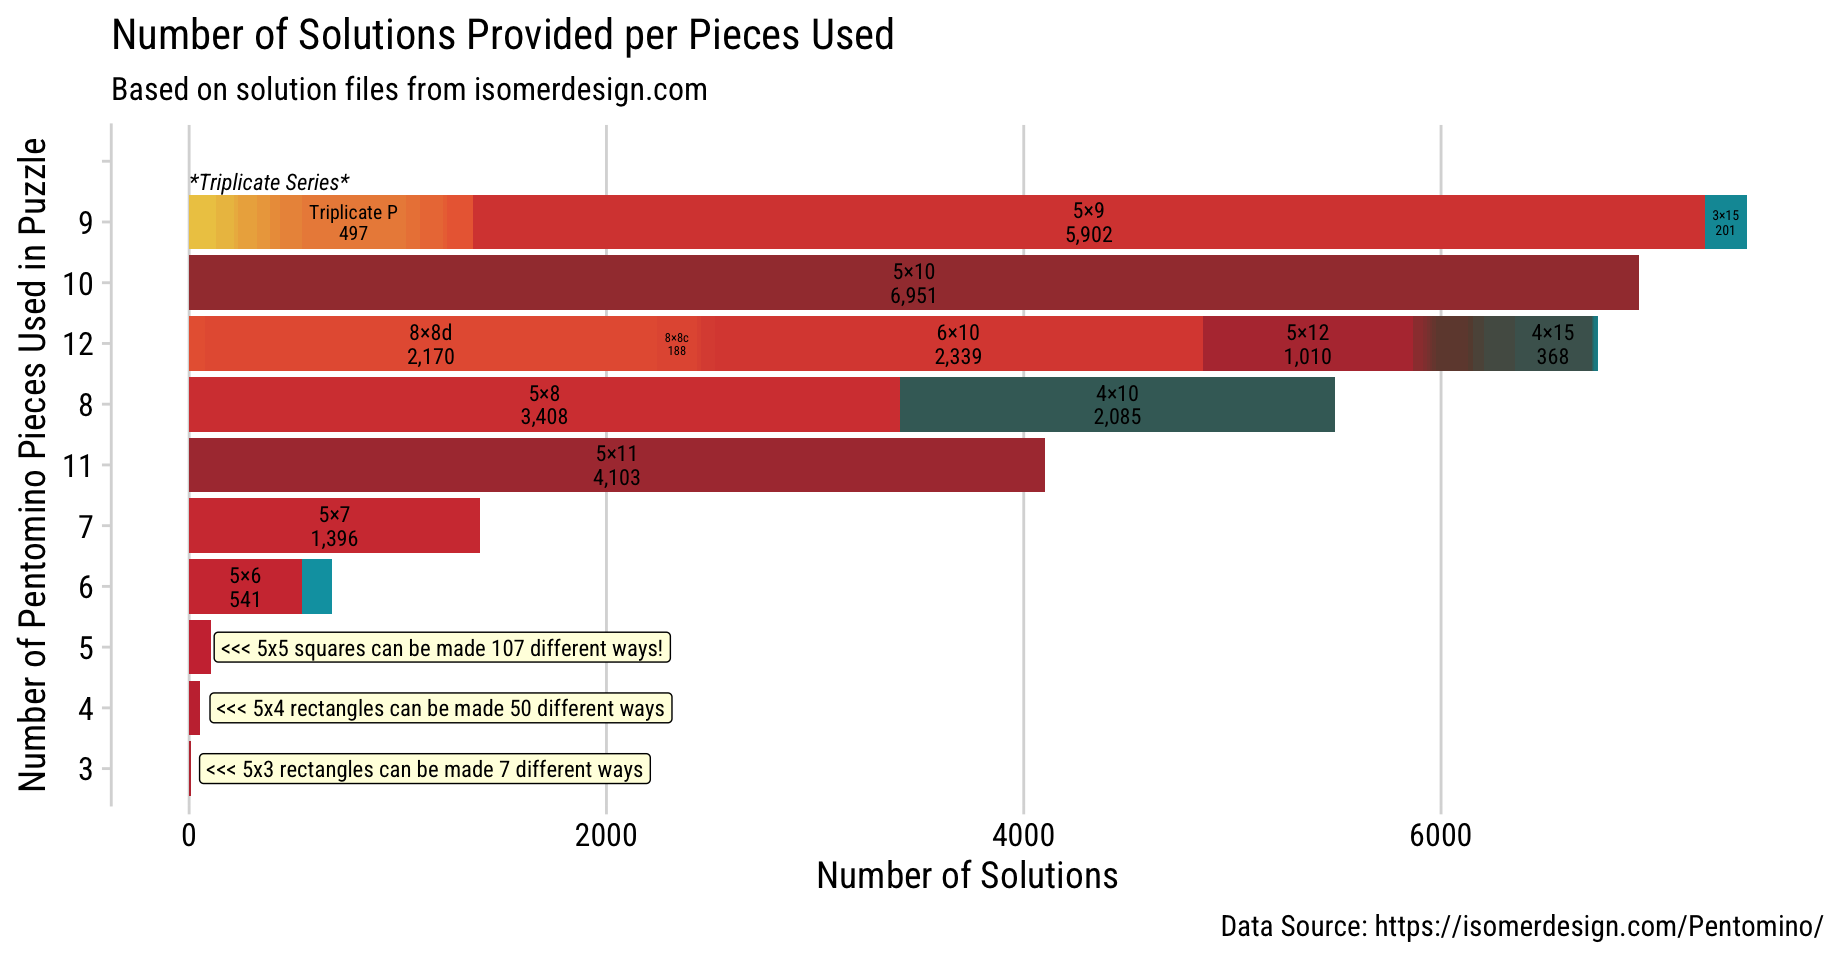 Number of Solutions Provided per Pieces Used
Based on solution files from isomerdesign.com
Number of Pentomino Pieces Used in Puzzle
*Triplicate Series*
9
Triplicate P
497
5×9
5,902
3×15
201
10
5×10
6,951
12
8×8d
2,170
8×8c
188
6×10
2,339
5×12
1,010
4×15
368
8
5×8
3,408
4×10
2,085
11
5×11
4,103
7
5×7
1,396
6
5×6
541
5
<<< 5x5 squares can be made 107 different ways!
4
<<< 5x4 rectangles can be made 50 different ways
3
<<< 5x3 rectangles can be made 7 different ways
0 2000 4000 6000
Number of Solutions
Data Source: https://isomerdesign.com/Pentomino/